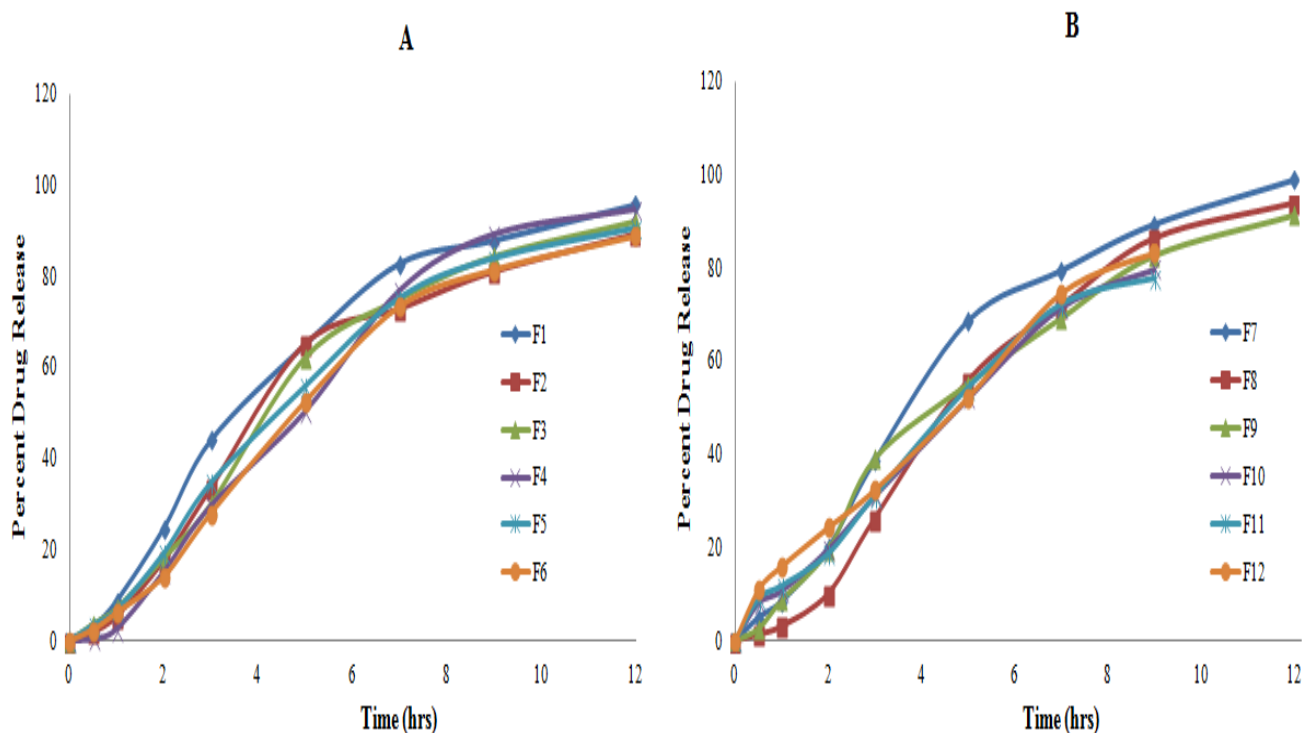 A
Percent Drug Release
120
100
80
60
40
20
0
0 2 4 6 8 10 12
Time (hrs)
F1
F2
F3
F4
F5
F6
B
Percent Drug Release
120
100
80
60
40
20
0
0 2 4 6 8 10 12
Time (hrs)
F7
F8
F9
F10
F11
F12